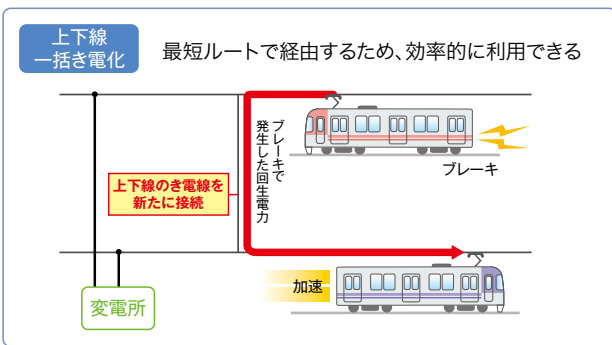 上下線
一括き電化
最短ルートで経由するため、効率的に利用できる
ブレーキで
発生した回生電力
ブレーキ
上下線のき電線を
新たに接続
加速
変電所